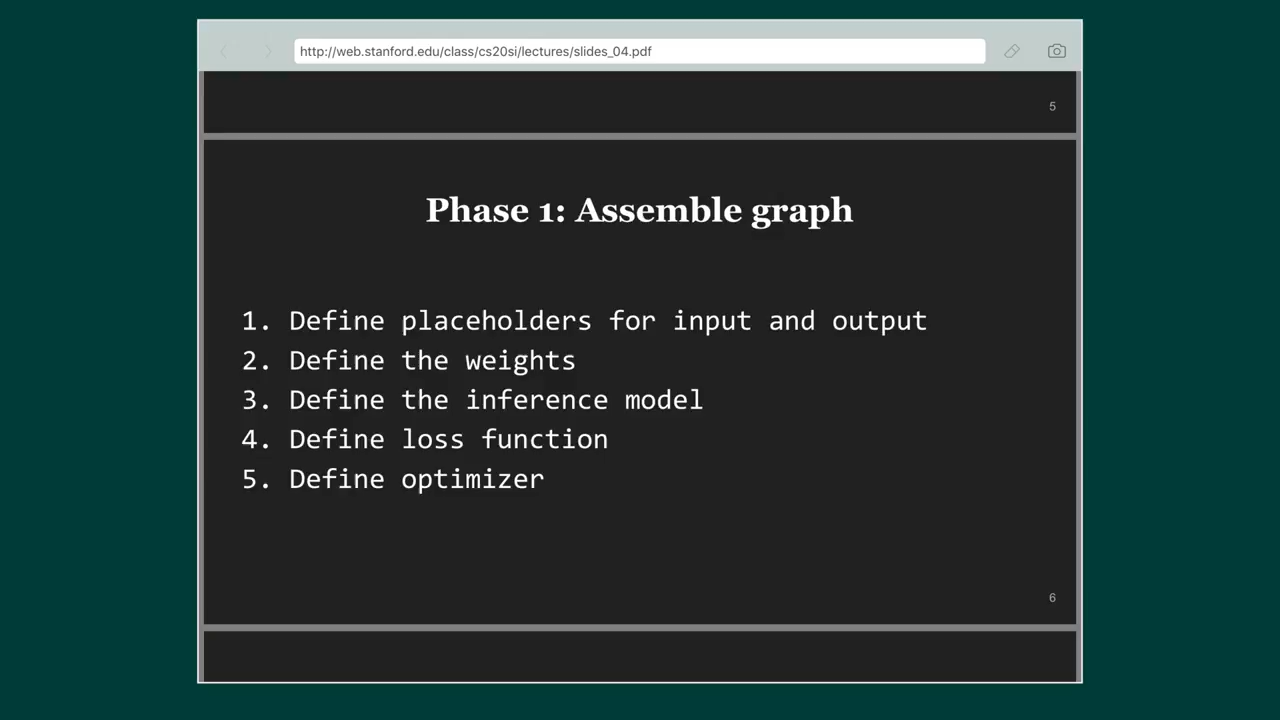 http://web.stanford.edu/class/cs20si/lectures/slides_04.pdf
5
Phase 1: Assemble graph
1. Define placeholders for input and output
2. Define the weights
3. Define the inference model
4. Define loss function
5. Define optimizer
6